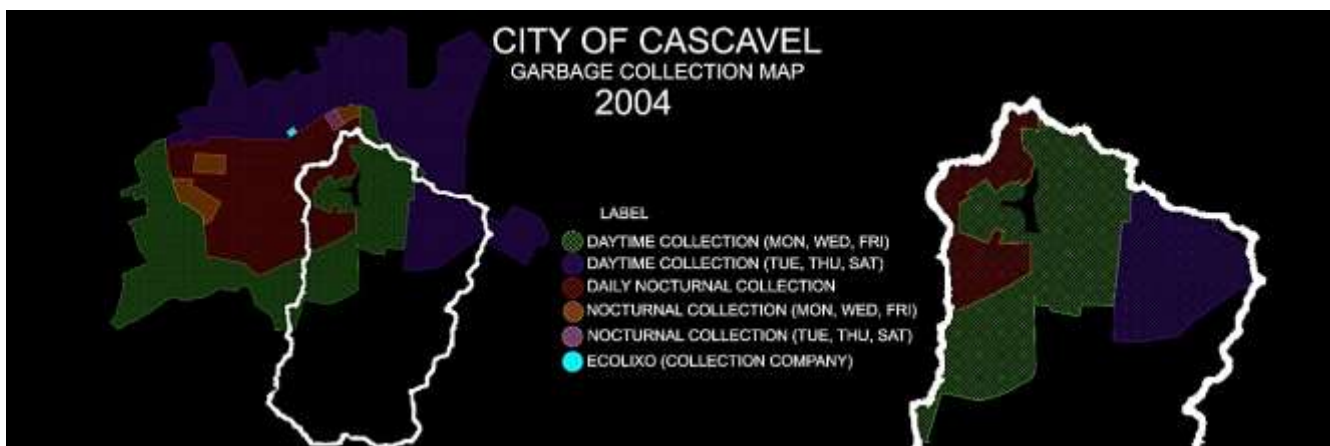 CITY OF CASCAVEL
GARBAGE COLLECTION MAP
2004
LABEL
DAYTIME COLLECTION (MON, WED, FRI)
DAYTIME COLLECTION (TUE, THU, SAT)
DAILY NOCTURNAL COLLECTION
NOCTURNAL COLLECTION (MON, WED, FRI)
NOCTURNAL COLLECTION (TUE, THU, SAT)
ECOLIXO (COLLECTION COMPANY)